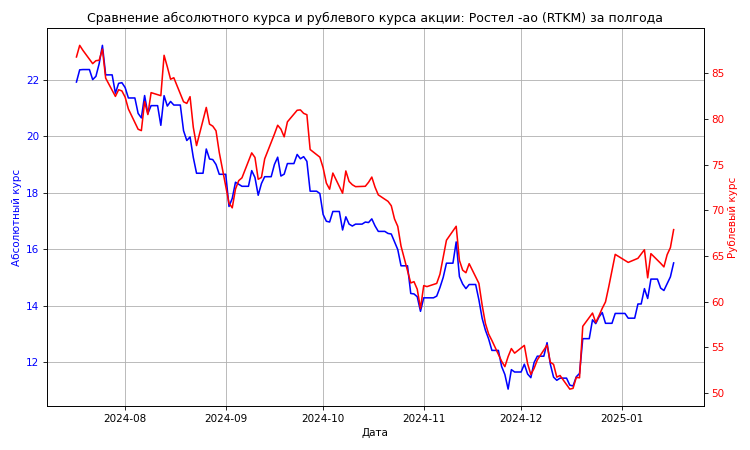 Сравнение абсолютного курса и рублевого курса акции: Ростел -ао (RTKM) за полгода
22
20
18
16
14
12
Абсолютный курс
85
80
75
70
65
60
55
50
Рублевый курс
2024-08 2024-09 2024-10 2024-11 2024-12 2025-01
Дата